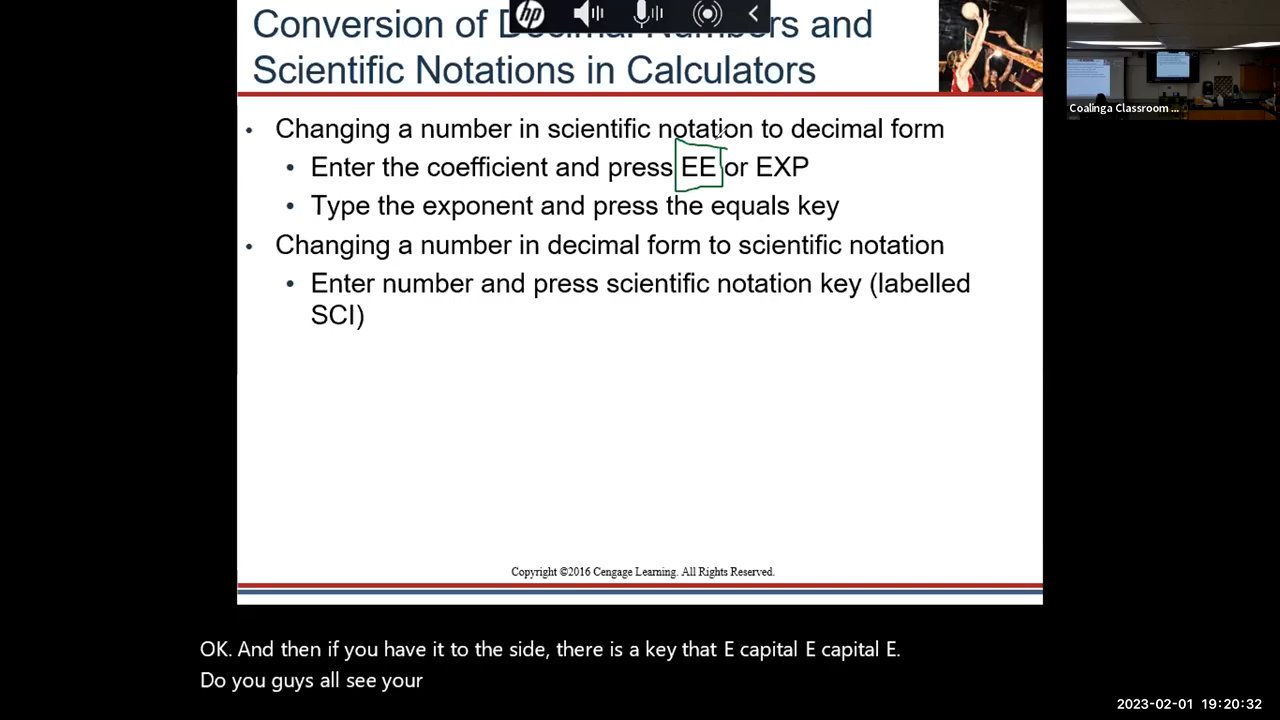 Conversion of Decimal Numbers and
Scientific Notations in Calculators
hp
Coalinga Classroom ...
• Changing a number in scientific notation to decimal form
• Enter the coefficient and press EE or EXP
• Type the exponent and press the equals key
• Changing a number in decimal form to scientific notation
• Enter number and press scientific notation key (labelled
SCI)
Copyright ©2016 Cengage Learning. All Rights Reserved.
OK. And then if you have it to the side, there is a key that E capital E capital E.
Do you guys all see your
2023-02-01 19:20:32